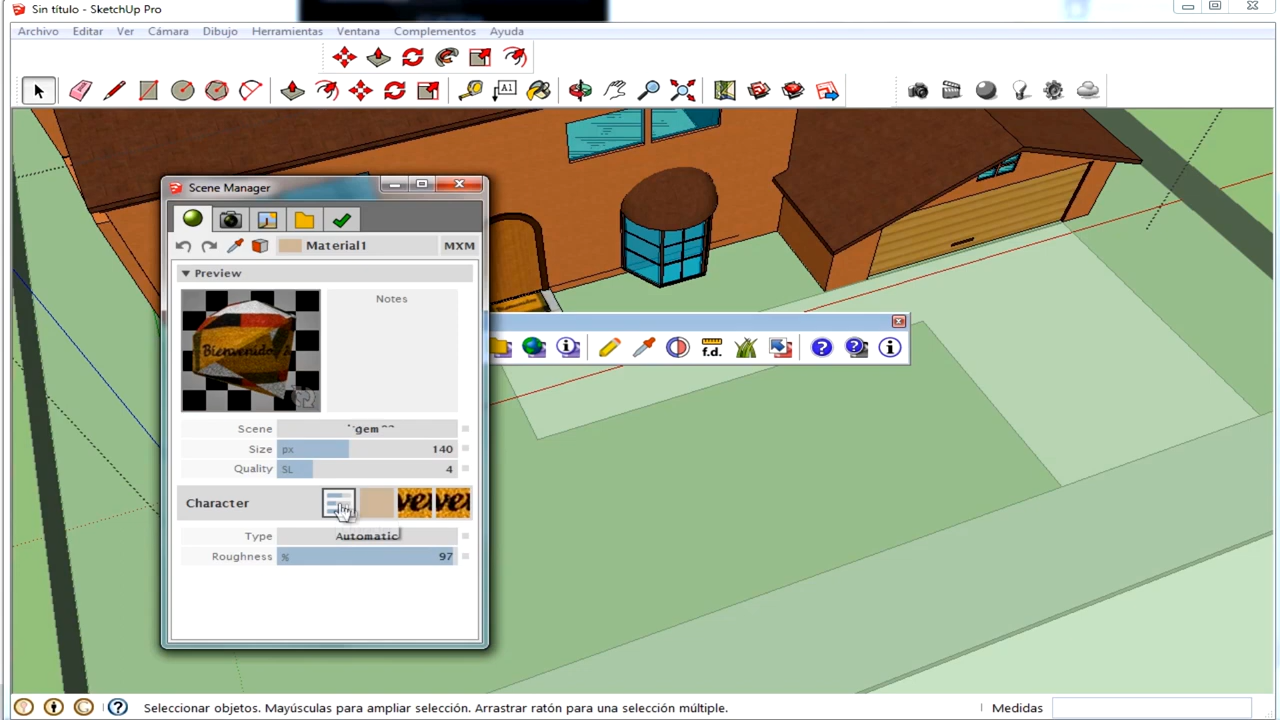 Sin título - SketchUp Pro
Archivo Editar Ver Cámara Dibujo Herramientas Ventana Complementos Ayuda
A1
Scene Manager
Material1 MXM
Preview
Notes
Bienvenido
f.d.
Scene
Size px 140
Quality SL 4
Character
Type Automatic
Roughness % 97
Seleccionar objetos. Mayúsculas para ampliar selección. Arrastrar ratón para una selección múltiple.
Medidas